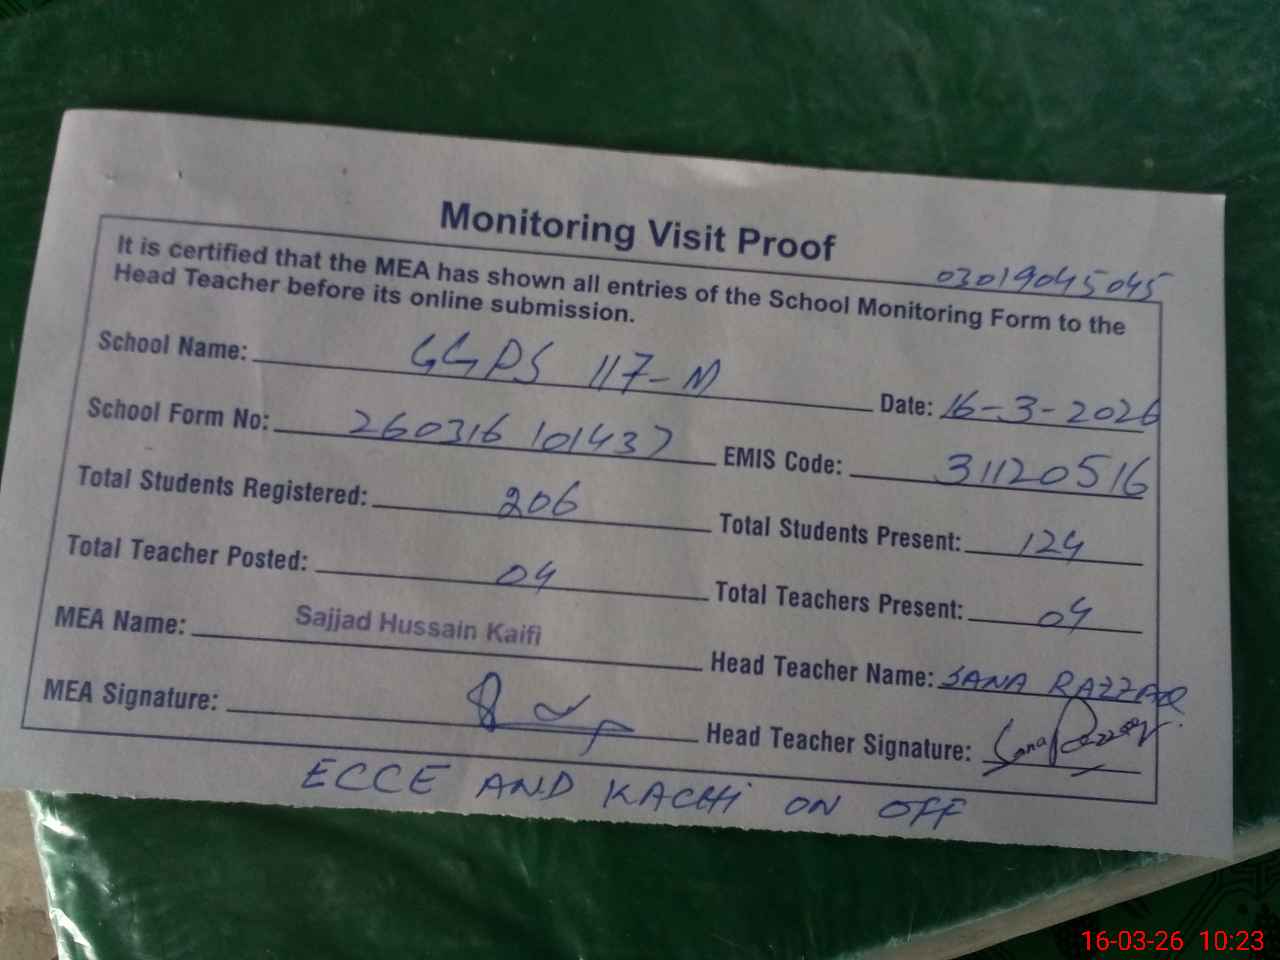 Monitoring Visit Proof
03019045045
It is certified that the MEA has shown all entries of the School Monitoring Form to the
Head Teacher before its online submission.
School Name: GGPS 117-M Date: 16-3-2026
School Form No: 260316 101437 EMIS Code: 31120516
Total Students Registered: 206 Total Students Present: 124
Total Teacher Posted: 04 Total Teachers Present: 04
MEA Name: Sajjad Hussain Kaifi Head Teacher Name: SANA RAZZAQ
MEA Signature: Head Teacher Signature: Sana Razzaq
ECCE AND KACHI ON OFF
16-03-26 10:23